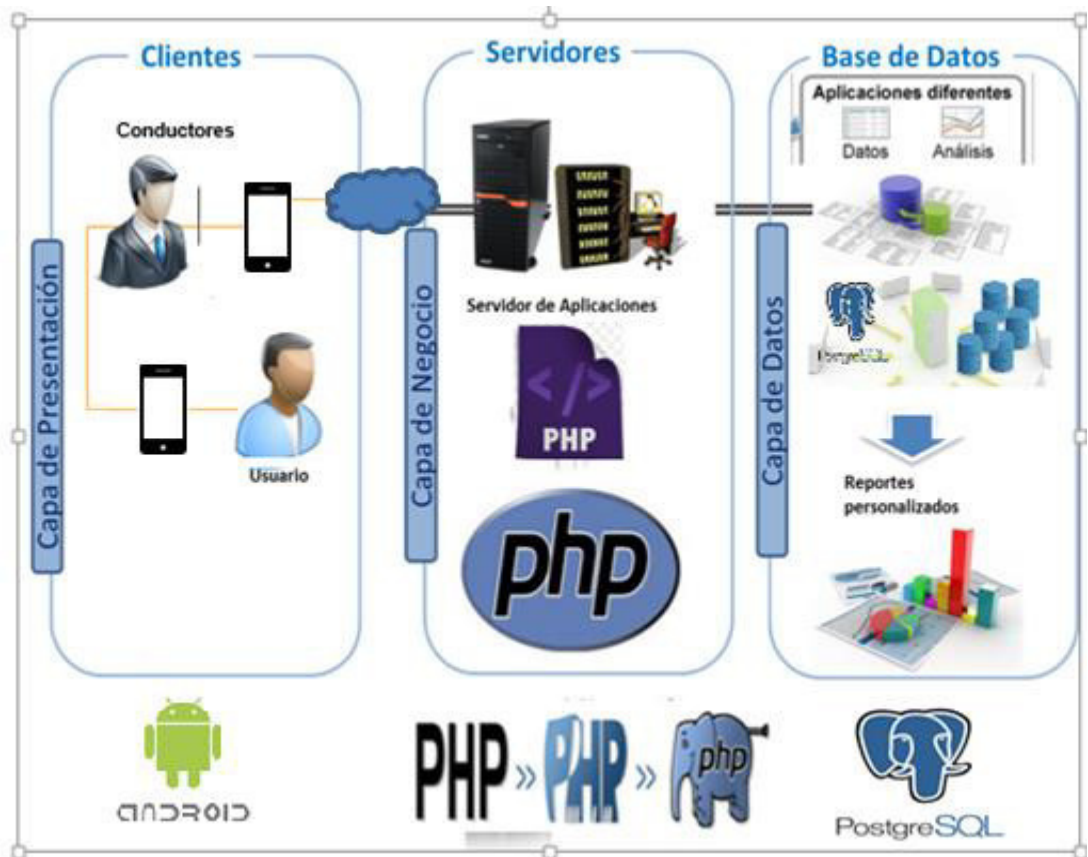 Clientes
Conductores
Usuario
Capa de Presentación
Servidores
Servidor de Aplicaciones
</>
PHP
php
Capa de Negocio
Base de Datos
Aplicaciones diferentes
Datos
Análisis
PostgreSQL
Reportes
personalizados
Capa de Datos
ANDROID
PHP » PHP » php
PostgreSQL